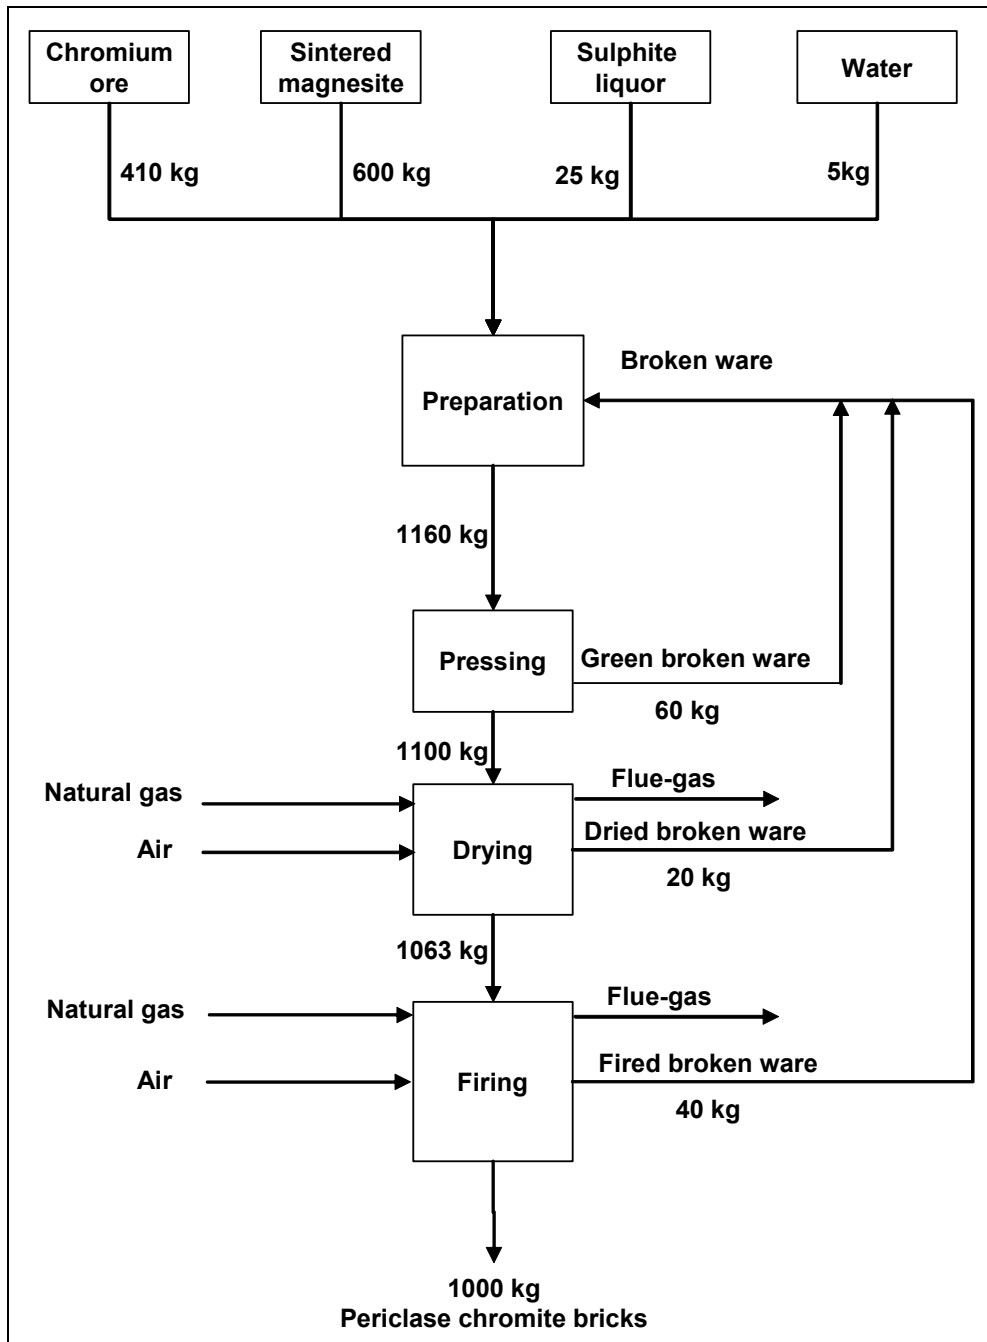 Chromium
ore
Sintered
magnesite
Sulphite
liquor
Water
410 kg
600 kg
25 kg
5kg
Broken ware
Preparation
1160 kg
Pressing
Green broken ware
60 kg
1100 kg
Natural gas
Flue-gas
Air
Drying
Dried broken ware
20 kg
1063 kg
Natural gas
Flue-gas
Air
Firing
Fired broken ware
40 kg
1000 kg
Periclase chromite bricks